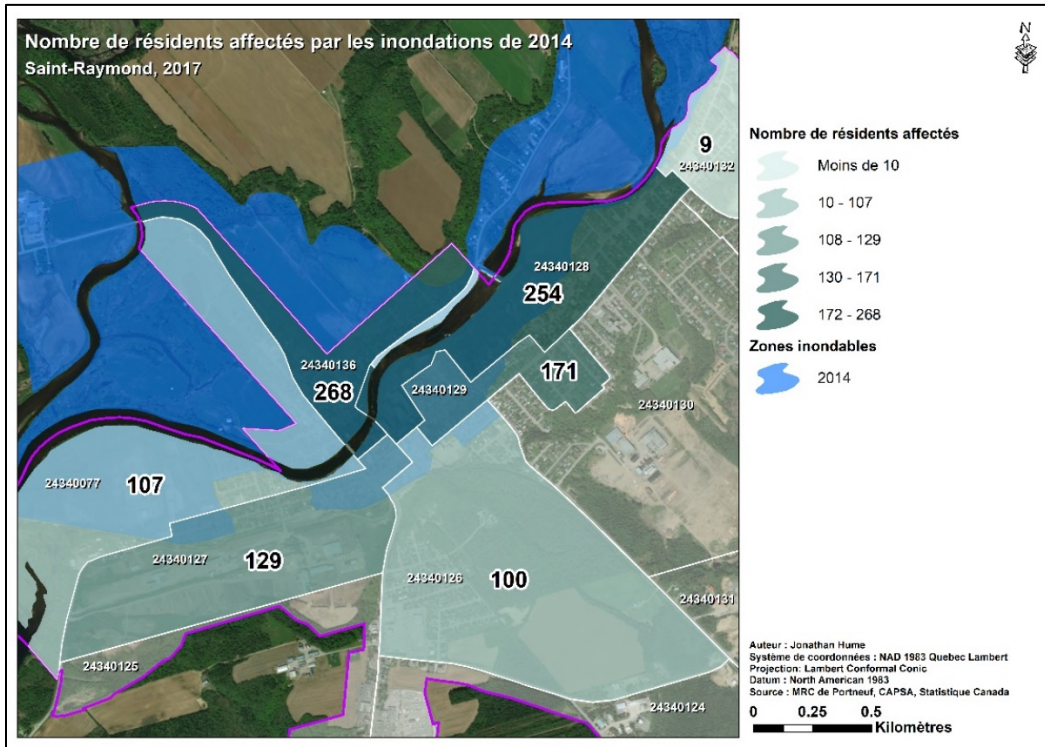 Nombre de résidents affectés par les inondations de 2014
Saint-Raymond, 2017
N
9
24340132
24340128
254
24340136
268
24340129
171
24340130
24340077
107
24340127
129
24340126
100
24340131
24340125
24340124
Nombre de résidents affectés
Moins de 10
10 - 107
108 - 129
130 - 171
172 - 268
Zones inondables
2014
Auteur : Jonathan Hume
Système de coordonnées : NAD 1983 Quebec Lambert
Projection: Lambert Conformal Conic
Datum : North American 1983
Source : MRC de Portneuf, CAPSA, Statistique Canada
0 0.25 0.5
Kilomètres